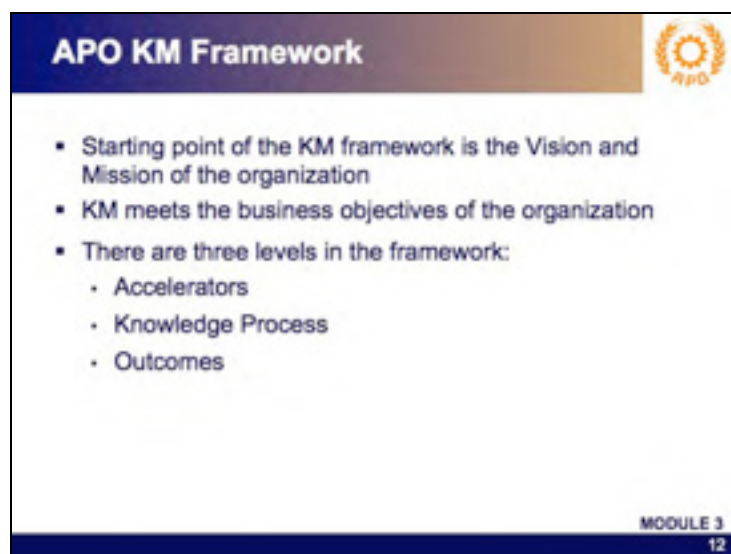 APO KM Framework
APO
▪ Starting point of the KM framework is the Vision and
Mission of the organization
▪ KM meets the business objectives of the organization
▪ There are three levels in the framework:
• Accelerators
• Knowledge Process
• Outcomes
MODULE 3
12